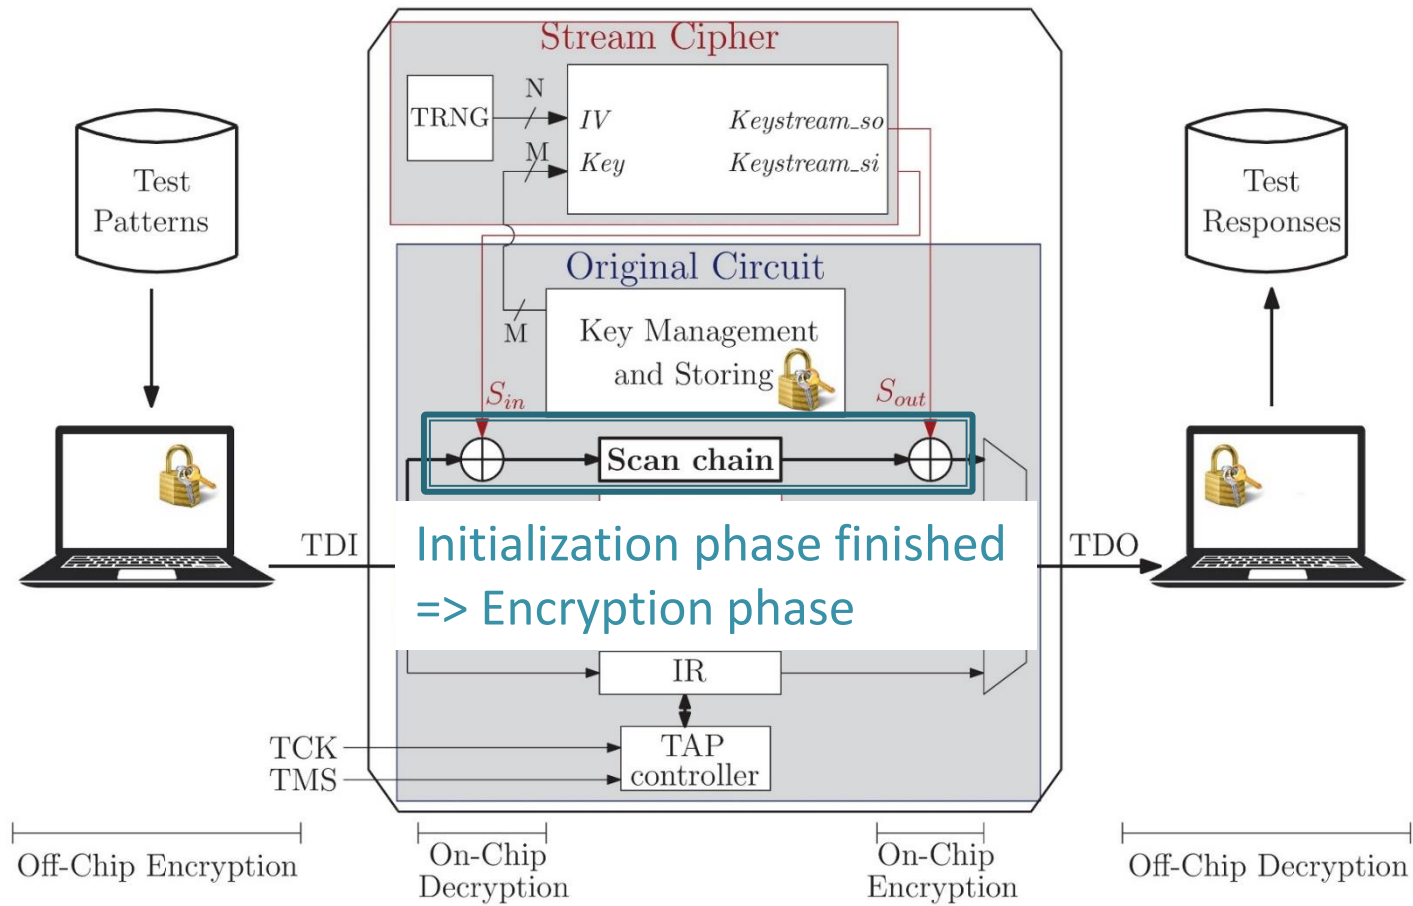 Stream Cipher
TRNG
N
M
IV
Key
Keystream_so
Keystream_si
Test
Patterns
Test
Responses
Original Circuit
M
Key Management
and Storing
S_in
S_out
Scan chain
TDI
Initialization phase finished
=> Encryption phase
TDO
IR
TCK
TMS
TAP
controller
Off-Chip Encryption
On-Chip
Decryption
On-Chip
Encryption
Off-Chip Decryption